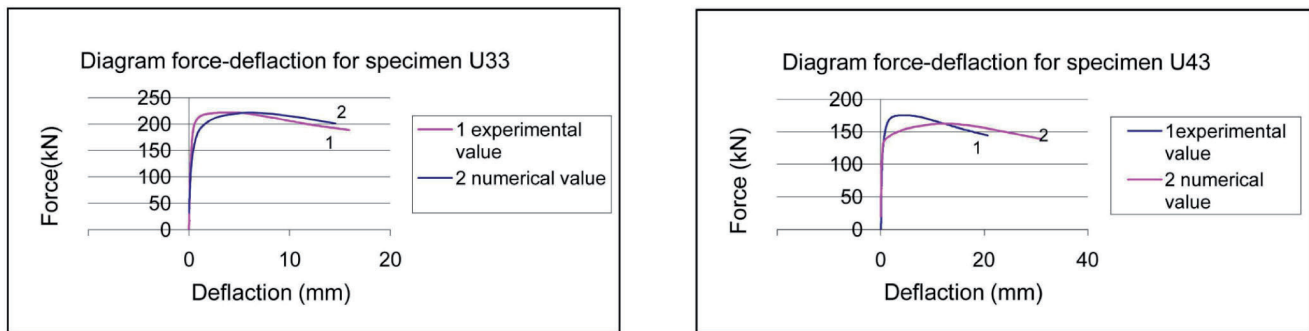 Diagram force-deflaction for specimen U33
Force(kN)
250
200
150
100
50
0
0
10
20
Deflaction (mm)
2
1
1 experimental
value
2 numerical value
Diagram force-deflaction for specimen U43
Force (kN)
200
150
100
50
0
0
20
40
Deflaction (mm)
1
2
1experimental
value
2 numerical
value